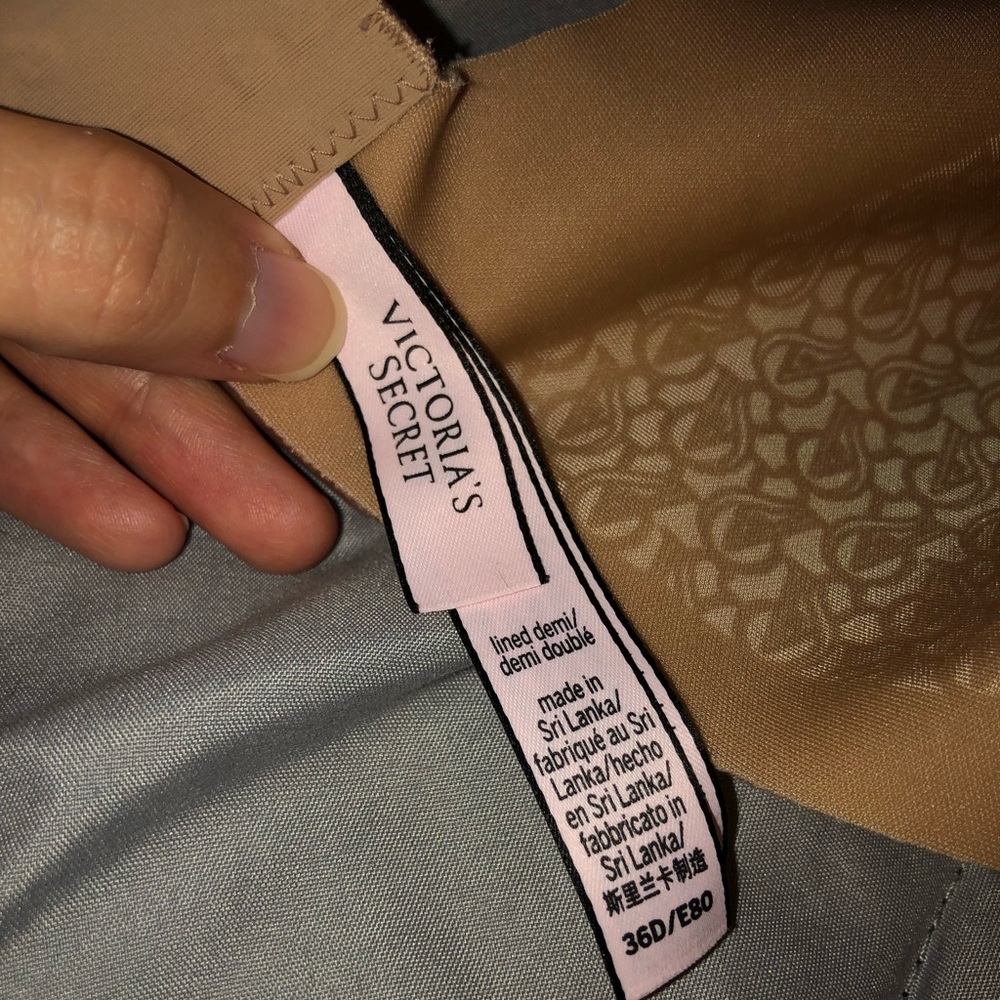 VICTORIA'S
SECRET
lined demi/
demi doublé
made in
Sri Lanka/
fabriqué au Sri
Lanka/hecho
en Sri Lanka/
fabbricato in
Sri Lanka/
斯里兰卡制造
36D/E80